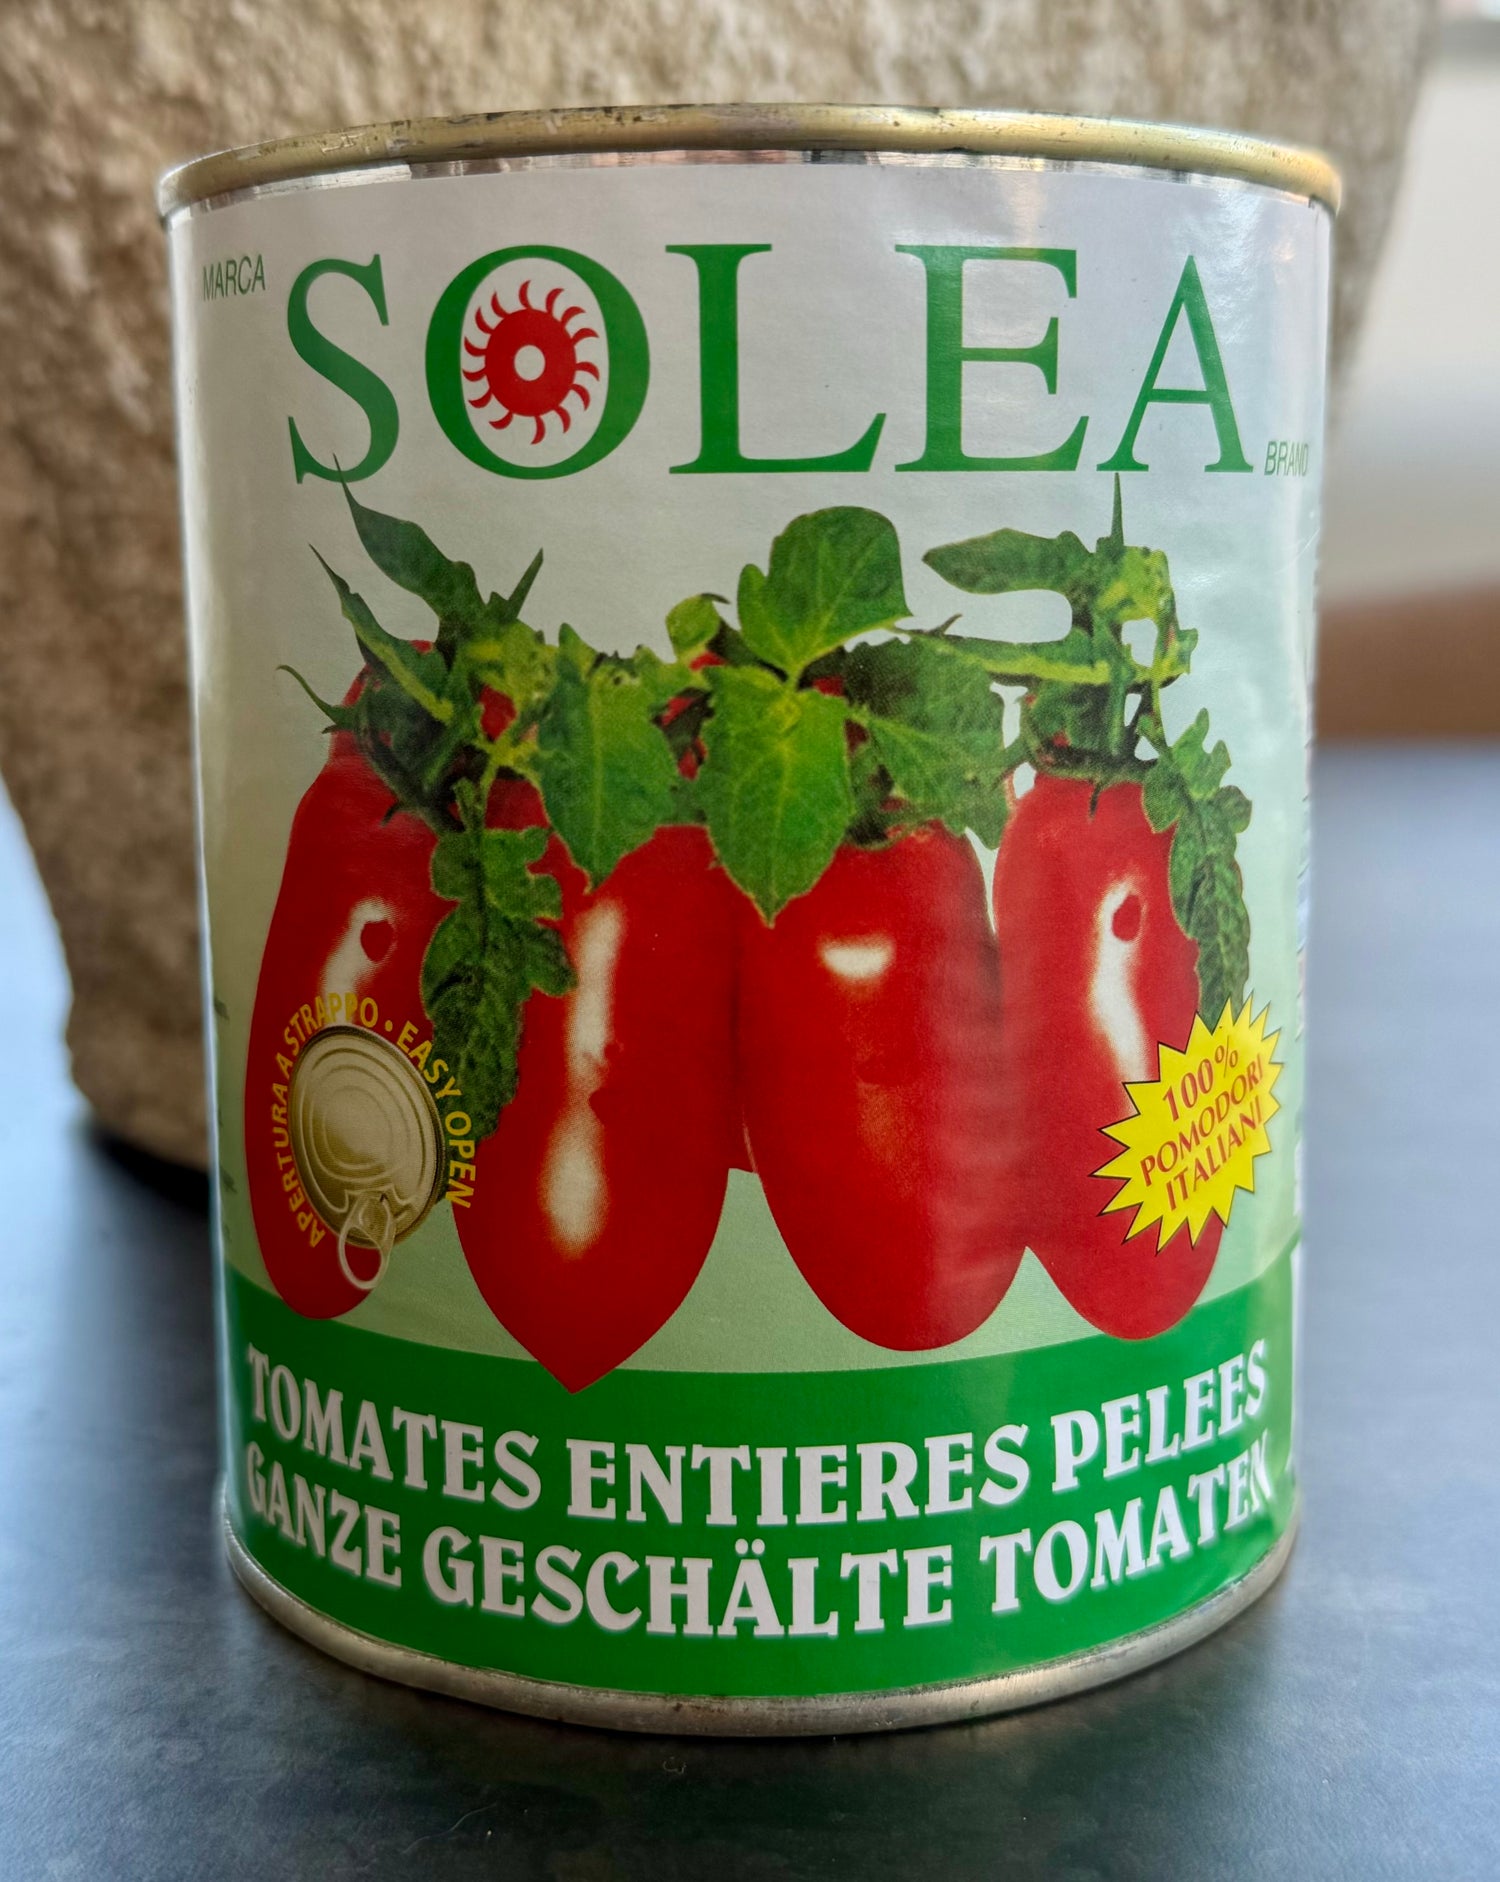 MARCA
SOLEA
BRAND
APERTURA A STRAPPO • EASY OPEN
100%
POMODORI
ITALIANI
TOMATES ENTIERES PELEES
GANZE GESCHÄLTE TOMATEN